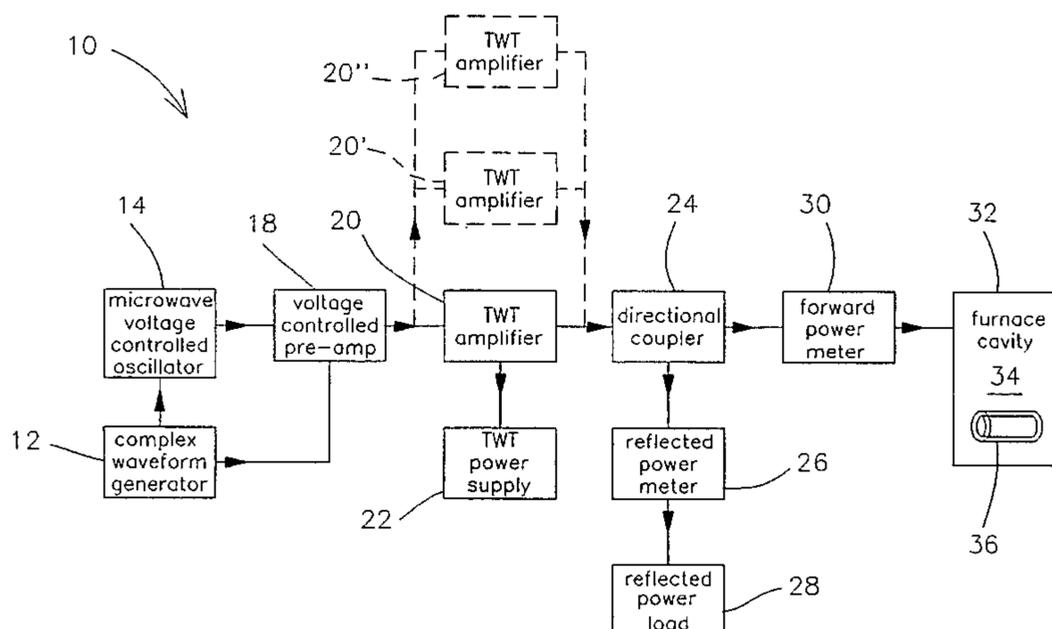 10
TWT
amplifier
20''
TWT
amplifier
20'
14
18
20
24
30
32
microwave
voltage
controlled
oscillator
voltage
controlled
pre-amp
TWT
amplifier
directional
coupler
forward
power
meter
furnace
cavity
34
12
complex
waveform
generator
TWT
power
supply
22
reflected
power
meter
26
36
reflected
power
load
28